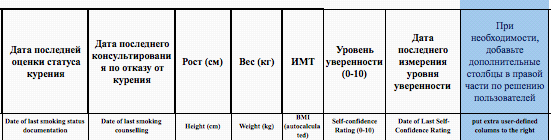 Дата последней
оценки статуса
курения
Дата последнего
консультировани
я по отказу от
курения
Рост (см)
Вес (кг)
ИМТ
Уровень
уверенности
(0-10)
Дата
последнего
измерения
уровня
уверенности
При
необходимости,
добавьте
дополнительные
столбцы в правой
части по решению
пользователей
Date of last smoking status
documentation
Date of last smoking
counselling
Height (cm)
Weight (kg)
BMI
(autocalcula
ted)
Self-confidence
Rating (0-10)
Date of Last Self-
Confidence Rating
put extra user-defined
columns to the right